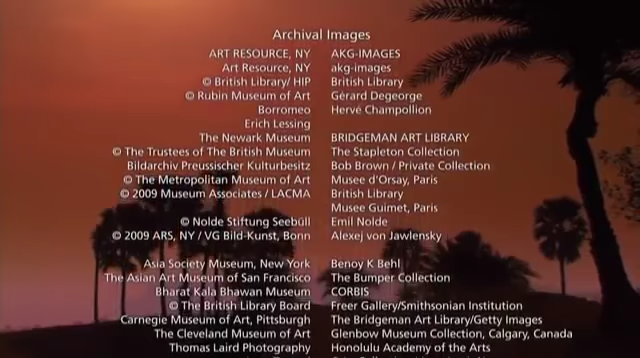 Archival Images
ART RESOURCE, NY AKG-IMAGES
Art Resource, NY akg-images
© British Library/ HIP British Library
© Rubin Museum of Art Gérard Degeorge
Borromeo Hervé Champollion
Erich Lessing
The Newark Museum BRIDGEMAN ART LIBRARY
© The Trustees of The British Museum The Stapleton Collection
Bildarchiv Preussischer Kulturbesitz Bob Brown / Private Collection
© The Metropolitan Museum of Art Musee d'Orsay, Paris
© 2009 Museum Associates / LACMA British Library
Musee Guimet, Paris
© Nolde Stiftung Seebüll Emil Nolde
© 2009 ARS, NY / VG Bild-Kunst, Bonn Alexej von Jawlensky
Asia Society Museum, New York Benoy K Behl
The Asian Art Museum of San Francisco The Bumper Collection
Bharat Kala Bhawan Museum CORBIS
© The British Library Board Freer Gallery/Smithsonian Institution
Carnegie Museum of Art, Pittsburgh The Bridgeman Art Library/Getty Images
The Cleveland Museum of Art Glenbow Museum Collection, Calgary, Canada
Thomas Laird Photography Honolulu Academy of the Arts